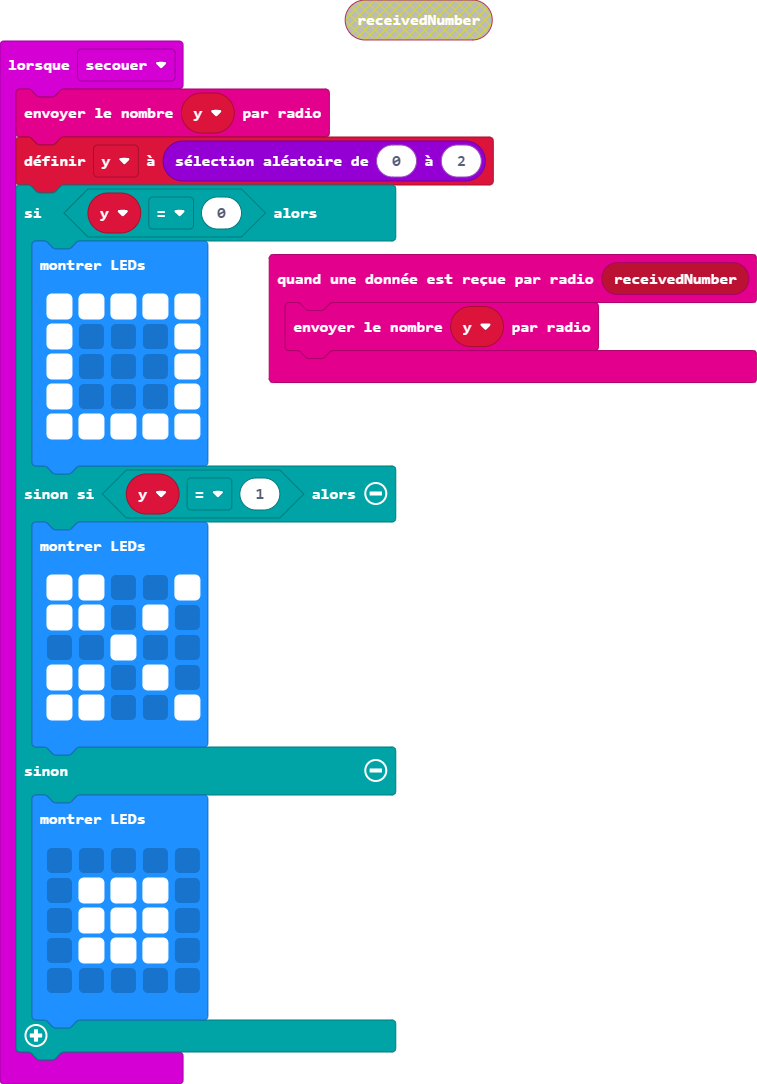 receivedNumber
lorsque secouer
envoyer le nombre y par radio
définir y à sélection aléatoire de 0 à 2
si y = 0 alors
montrer LEDs
quand une donnée est reçue par radio receivedNumber
envoyer le nombre y par radio
sinon si y = 1 alors
montrer LEDs
sinon
montrer LEDs